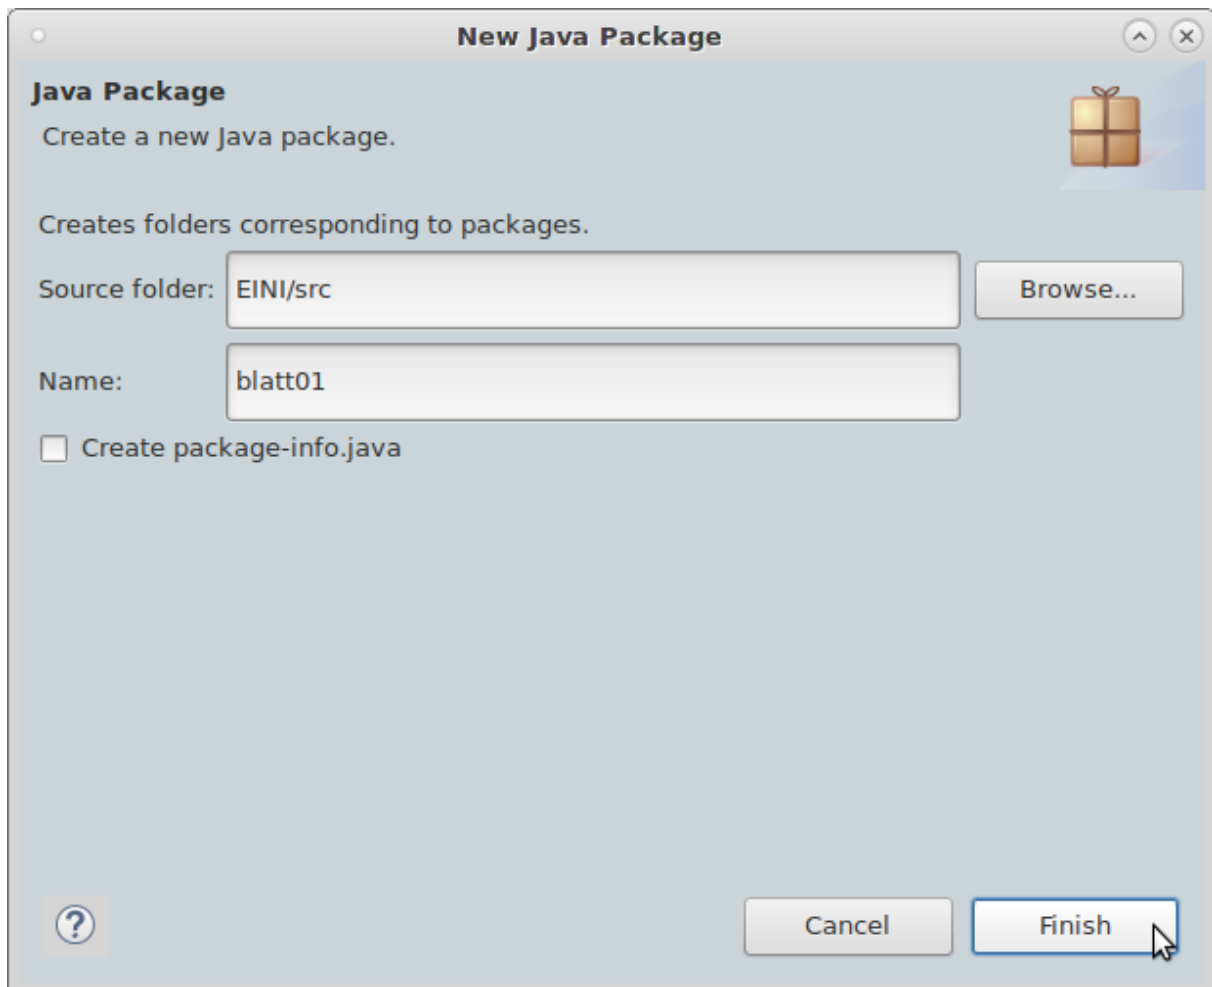 New Java Package
Java Package
Create a new Java package.
Creates folders corresponding to packages.
Source folder: EINI/src Browse...
Name: blatt01
Create package-info.java
? Cancel Finish